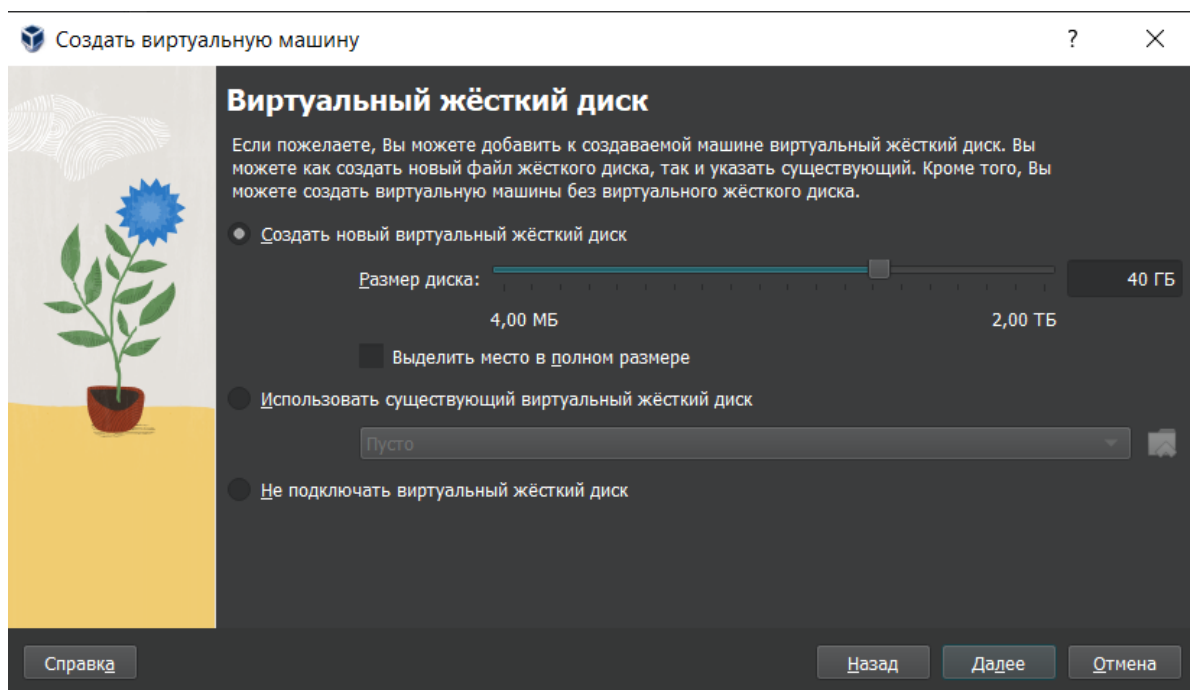 Создать виртуальную машину
?
Виртуальный жёсткий диск
Если пожелаете, Вы можете добавить к создаваемой машине виртуальный жёсткий диск. Вы
можете как создать новый файл жёсткого диска, так и указать существующий. Кроме того, Вы
можете создать виртуальную машины без виртуального жёсткого диска.
Создать новый виртуальный жёсткий диск
Размер диска:
40 ГБ
4,00 МБ
2,00 ТБ
Выделить место в полном размере
Использовать существующий виртуальный жёсткий диск
Пусто
Не подключать виртуальный жёсткий диск
Справка
Назад
Далее
Отмена